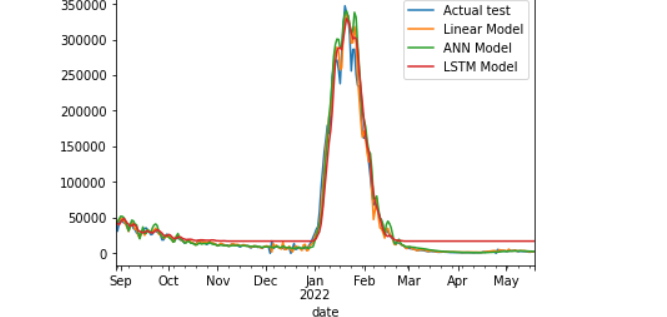 350000
300000
250000
200000
150000
100000
50000
0
Actual test
Linear Model
ANN Model
LSTM Model
Sep Oct Nov Dec Jan Feb Mar Apr May
2022
date